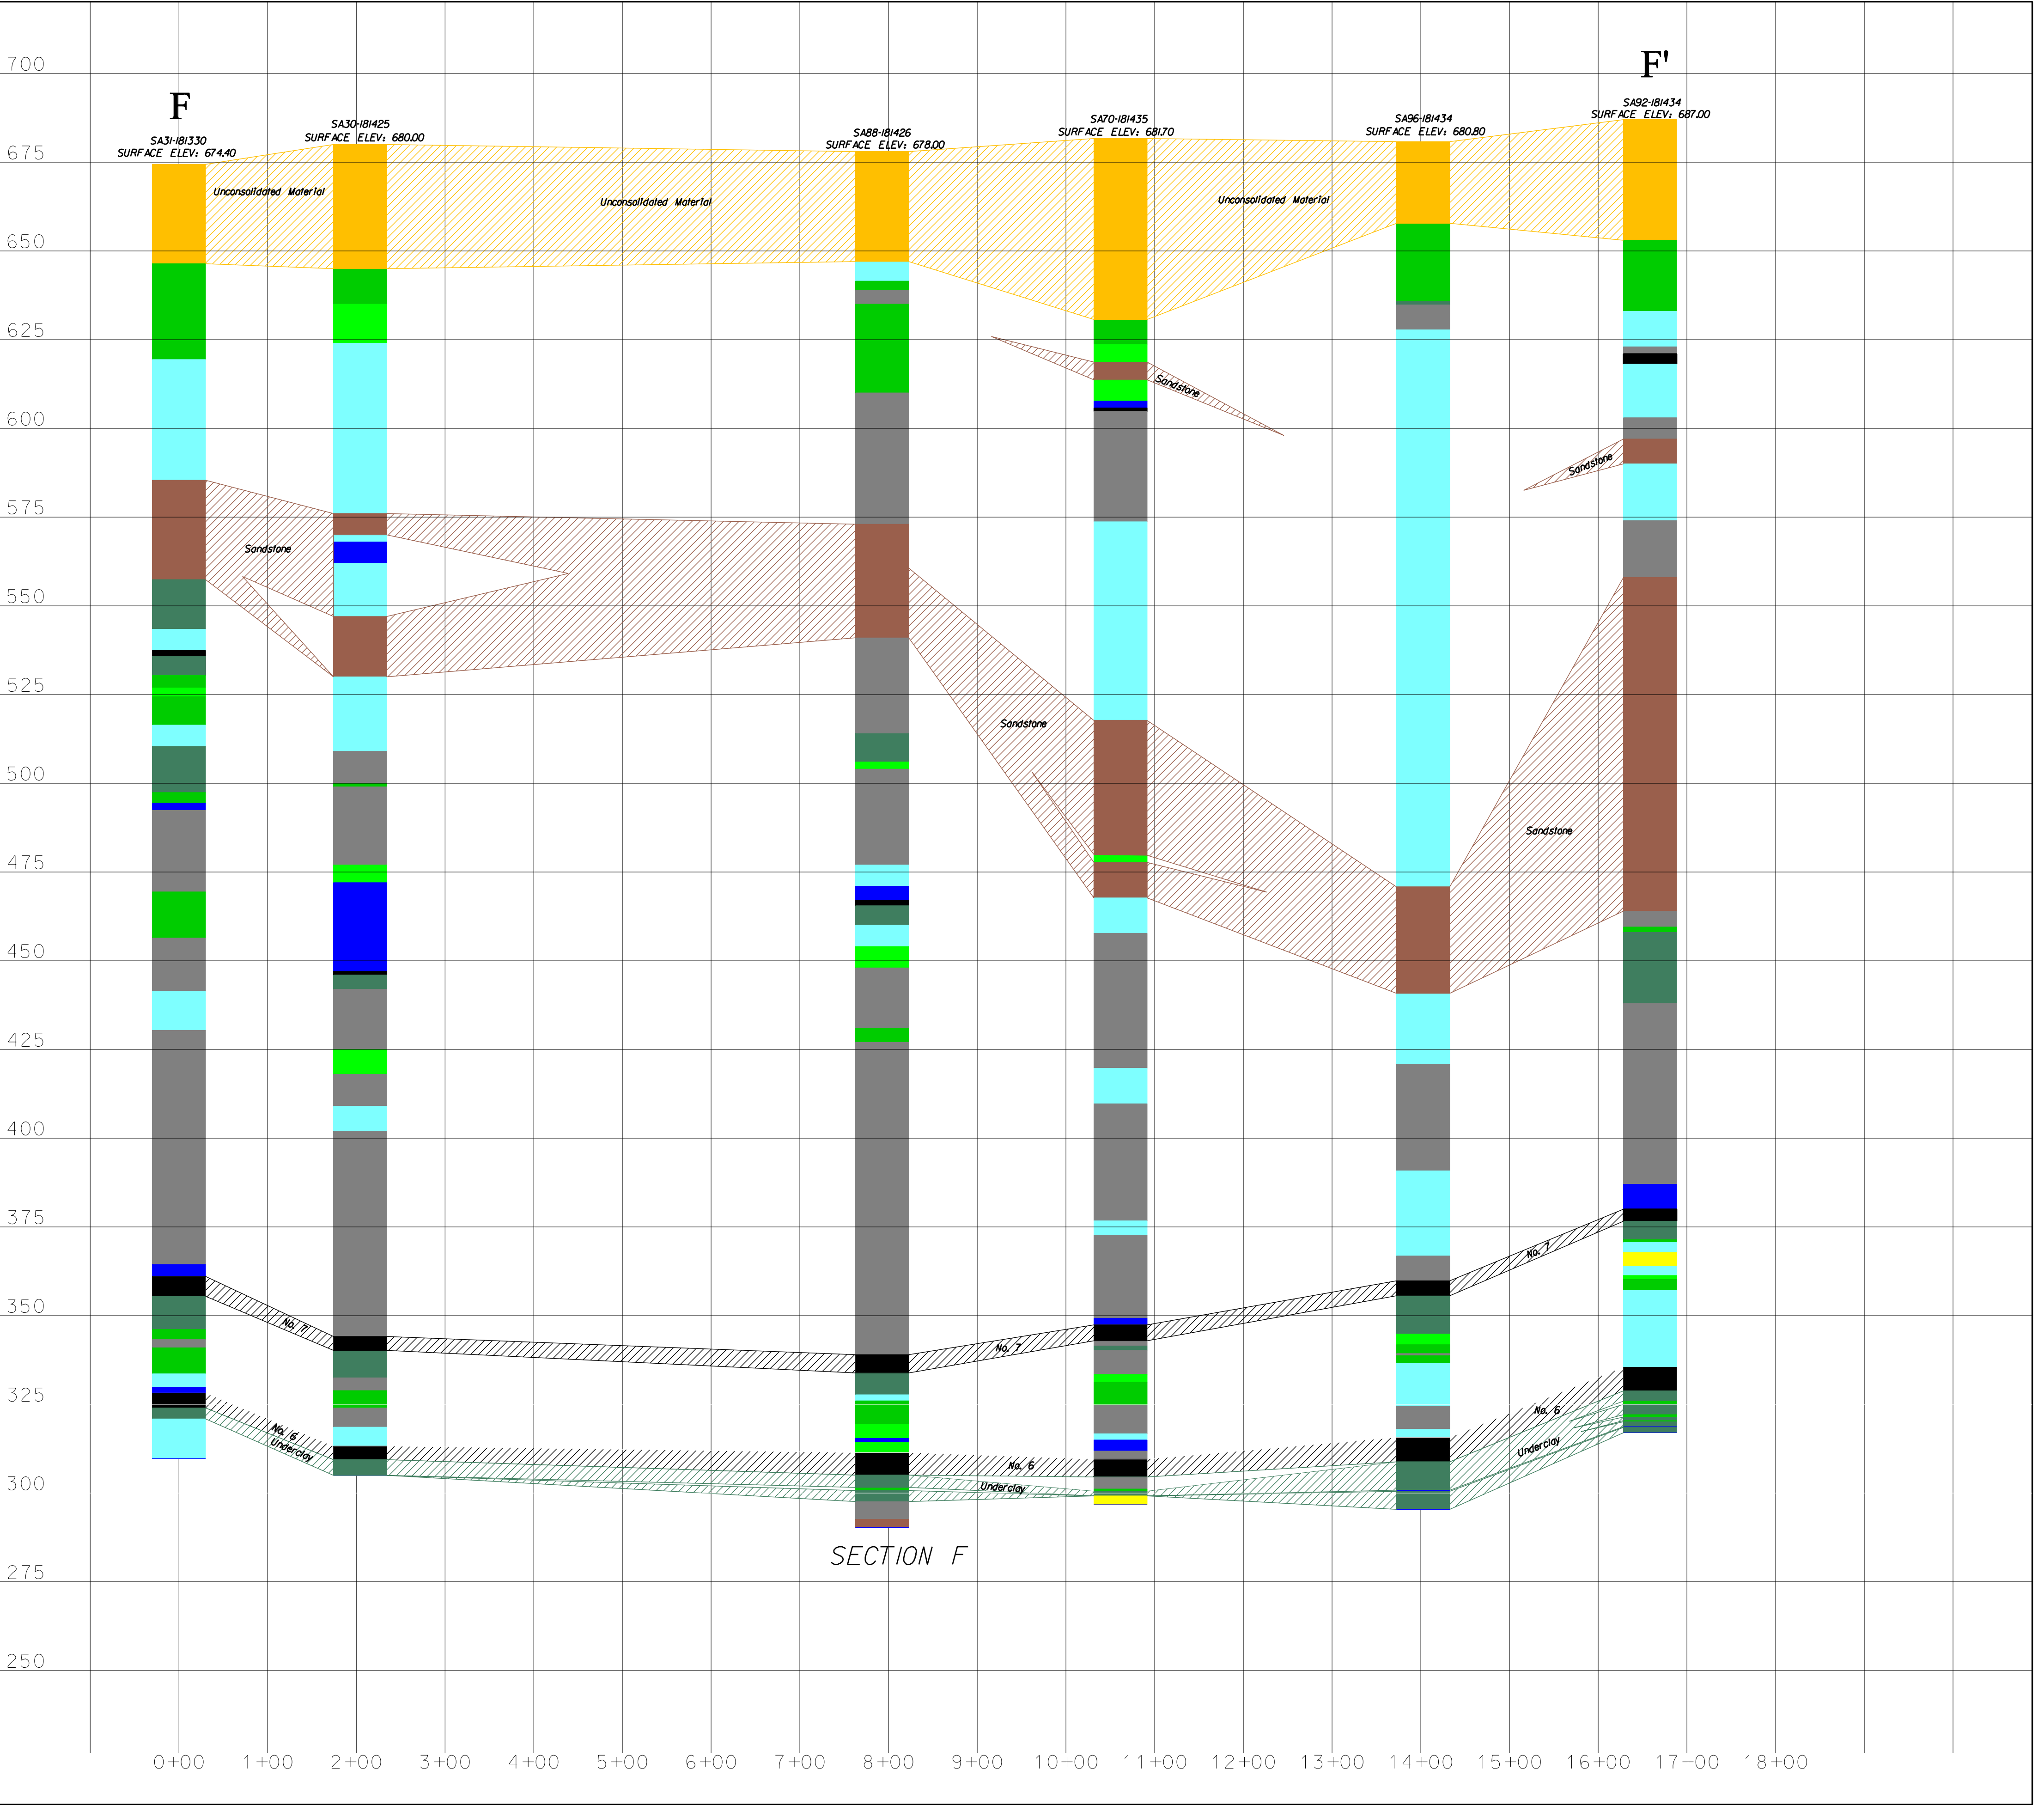 F
F'
SA31-181330
SURFACE ELEV: 674.40
SA30-181425
SURFACE ELEV: 680.00
SA88-181426
SURFACE ELEV: 678.00
SA70-181435
SURFACE ELEV: 681.70
SA96-181434
SURFACE ELEV: 680.80
SA92-181434
SURFACE ELEV: 687.00
700
675
650
625
600
575
550
525
500
475
450
425
400
375
350
325
300
275
250
Unconsolidated Material
Unconsolidated Material
Unconsolidated Material
Sandstone
Sandstone
Sandstone
Sandstone
Sandstone
No. 7
No. 7
No. 7
No. 6
Underclay
No. 6
Underclay
No. 6
Underclay
SECTION F
0+00 1+00 2+00 3+00 4+00 5+00 6+00 7+00 8+00 9+00 10+00 11+00 12+00 13+00 14+00 15+00 16+00 17+00 18+00